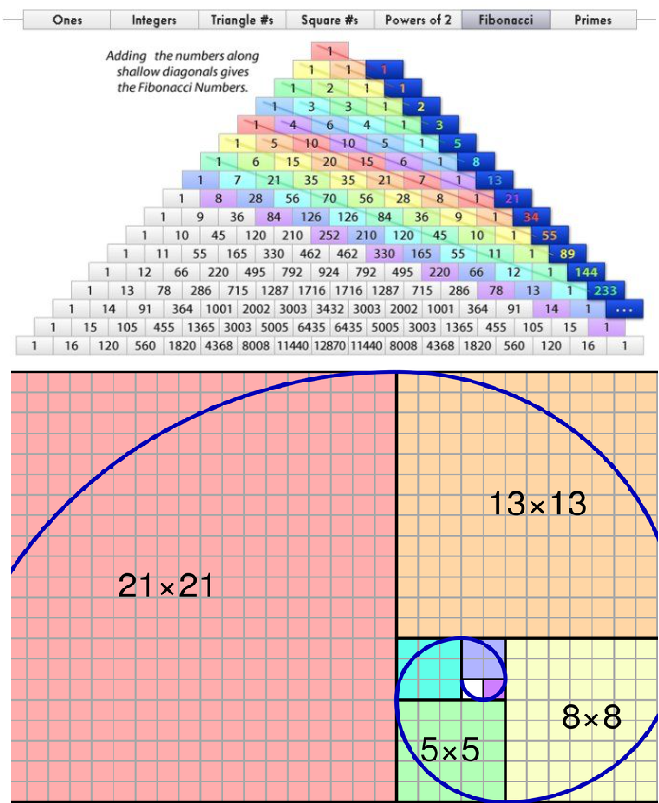 Ones Integers Triangle #s Square #s Powers of 2 Fibonacci Primes
Adding the numbers along
shallow diagonals gives
the Fibonacci Numbers.
1
1 1 1
1 2 1 1
1 3 3 1 2
1 4 6 4 1 3
1 5 10 10 5 1 5
1 6 15 20 15 6 1 8
1 7 21 35 35 21 7 1 13
1 8 28 56 70 56 28 8 1 21
1 9 36 84 126 126 84 36 9 1 34
1 10 45 120 210 252 210 120 45 10 1 55
1 11 55 165 330 462 462 330 165 55 11 1 89
1 12 66 220 495 792 924 792 495 220 66 12 1 144
1 13 78 286 715 1287 1716 1716 1287 715 286 78 13 1 233
1 14 91 364 1001 2002 3003 3432 3003 2002 1001 364 91 14 1 ...
1 15 105 455 1365 3003 5005 6435 6435 5005 3003 1365 455 105 15 1
1 16 120 560 1820 4368 8008 11440 12870 11440 8008 4368 1820 560 120 16 1
13×13
21×21
8×8
5×5